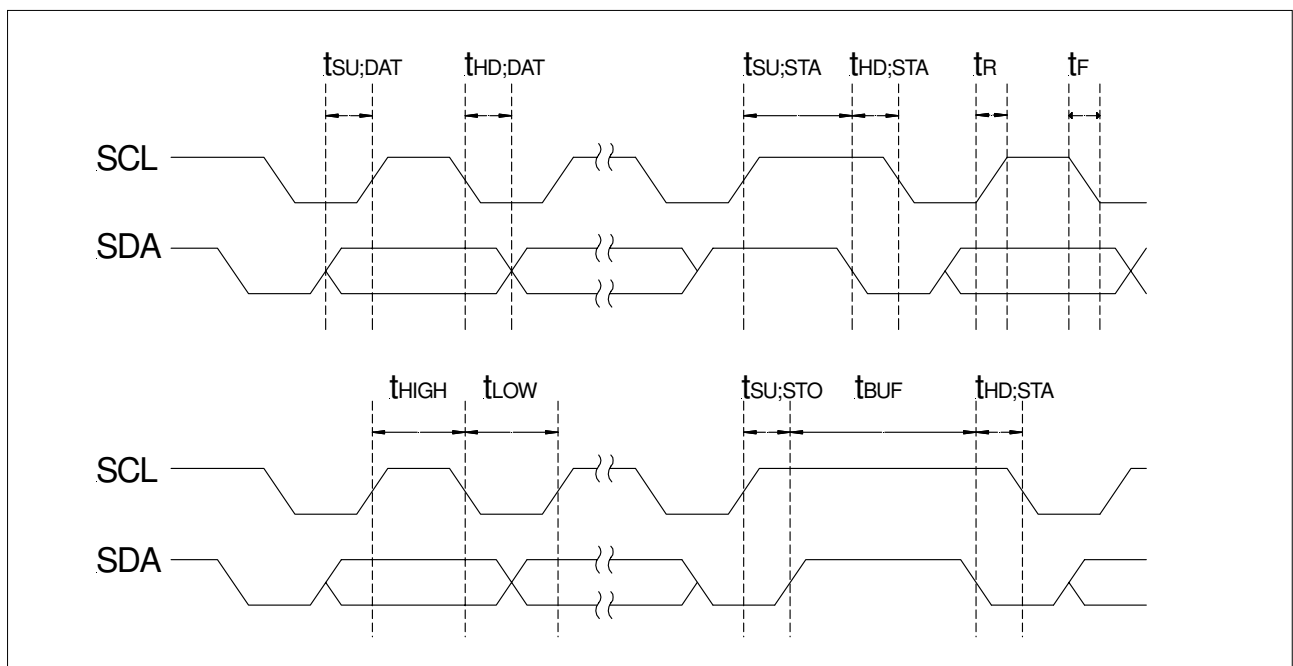 tSU;DAT tHD;DAT tSU;STA tHD;STA tR tF
SCL
SDA
tHIGH tLOW tSU;STO tBUF tHD;STA
SCL
SDA